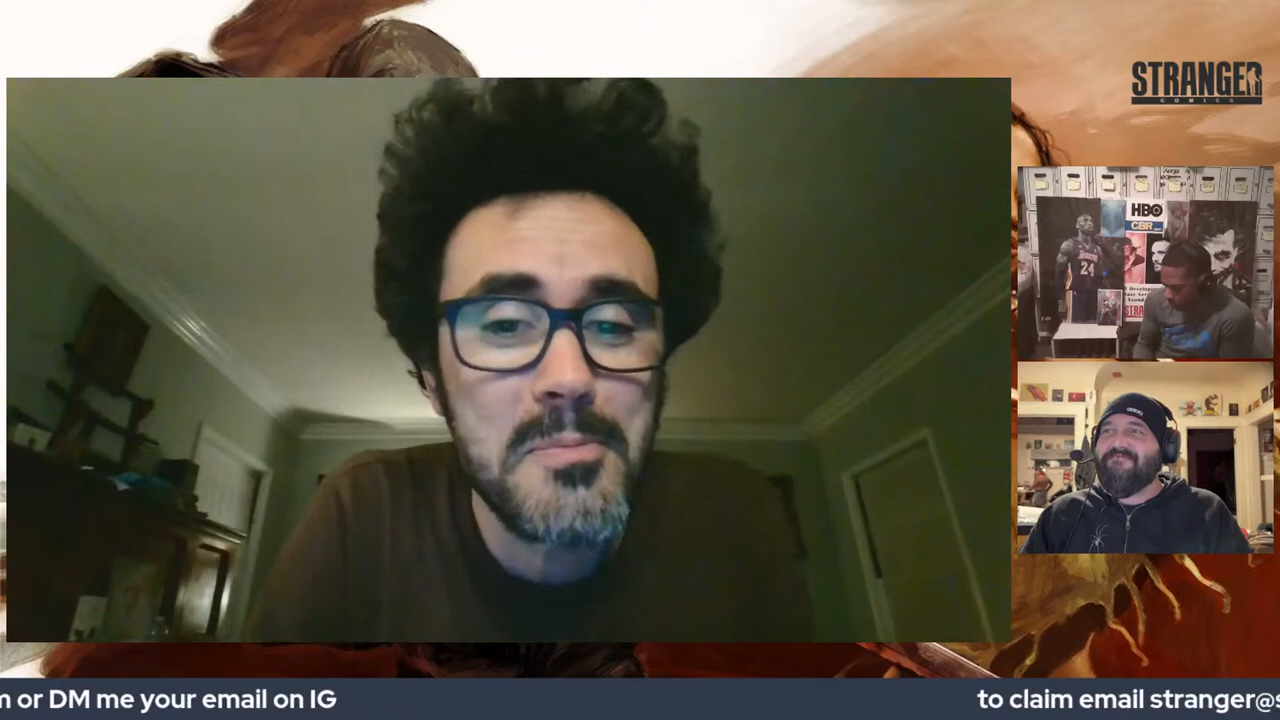 STRANGER
COMICS
HBO
CBR
24
m or DM me your email on IG
to claim email stranger@s